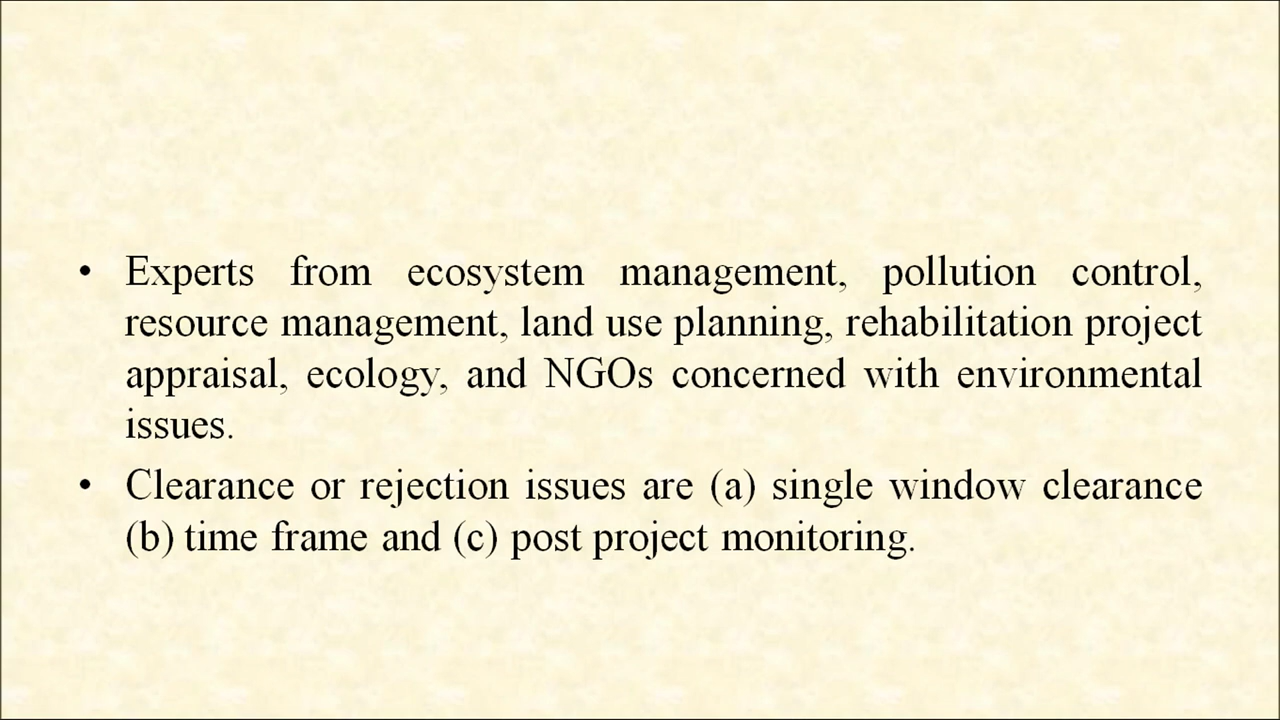 • Experts from ecosystem management, pollution control,
resource management, land use planning, rehabilitation project
appraisal, ecology, and NGOs concerned with environmental
issues.
• Clearance or rejection issues are (a) single window clearance
(b) time frame and (c) post project monitoring.